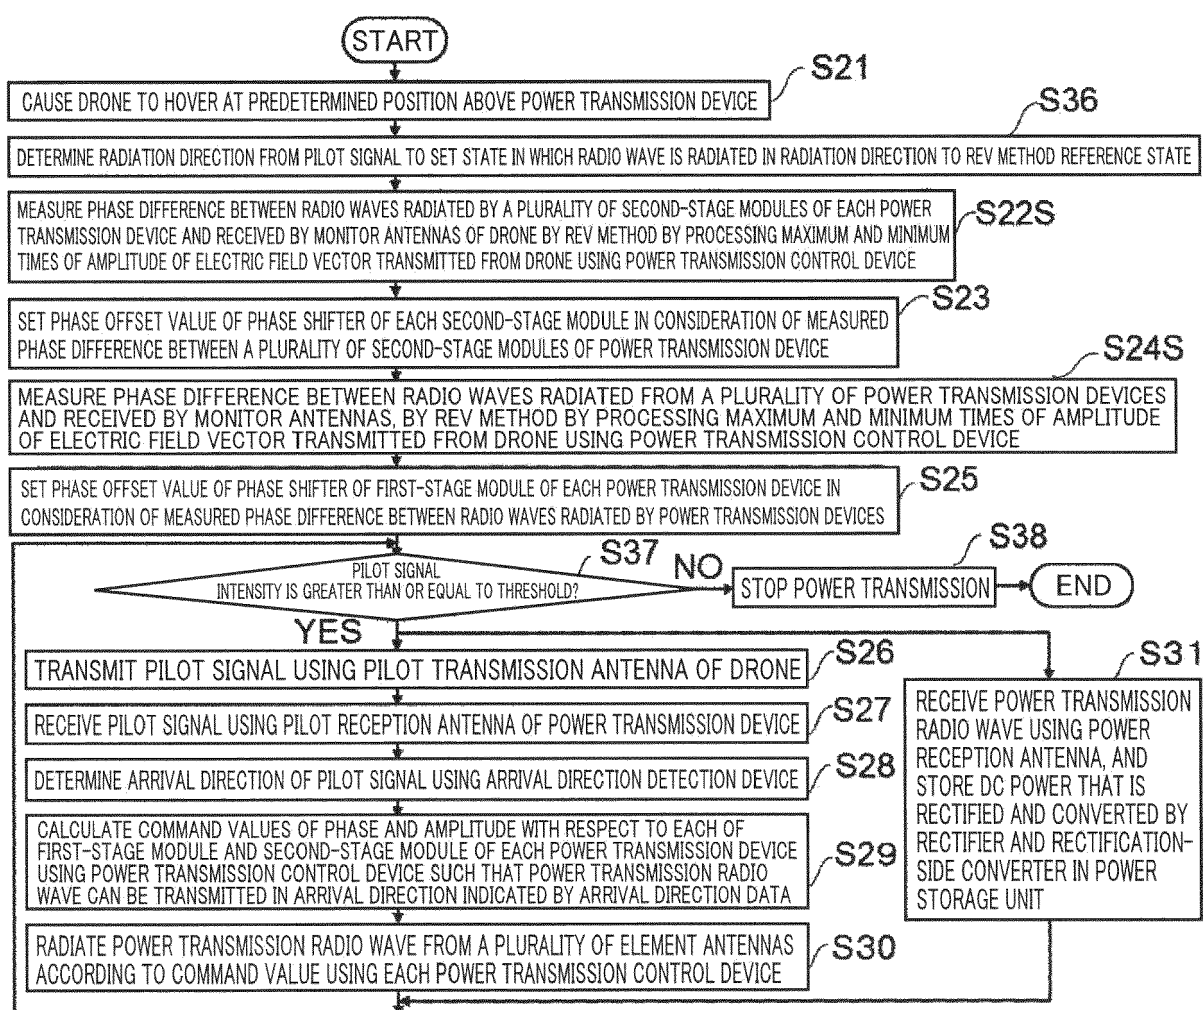 START
S21
CAUSE DRONE TO HOVER AT PREDETERMINED POSITION ABOVE POWER TRANSMISSION DEVICE
S36
DETERMINE RADIATION DIRECTION FROM PILOT SIGNAL TO SET STATE IN WHICH RADIO WAVE IS RADIATED IN RADIATION DIRECTION TO REV METHOD REFERENCE STATE
S22S
MEASURE PHASE DIFFERENCE BETWEEN RADIO WAVES RADIATED BY A PLURALITY OF SECOND-STAGE MODULES OF EACH POWER
TRANSMISSION DEVICE AND RECEIVED BY MONITOR ANTENNAS OF DRONE BY REV METHOD BY PROCESSING MAXIMUM AND MINIMUM
TIMES OF AMPLITUDE OF ELECTRIC FIELD VECTOR TRANSMITTED FROM DRONE USING POWER TRANSMISSION CONTROL DEVICE
S23
SET PHASE OFFSET VALUE OF PHASE SHIFTER OF EACH SECOND-STAGE MODULE IN CONSIDERATION OF MEASURED
PHASE DIFFERENCE BETWEEN A PLURALITY OF SECOND-STAGE MODULES OF POWER TRANSMISSION DEVICE
S24S
MEASURE PHASE DIFFERENCE BETWEEN RADIO WAVES RADIATED FROM A PLURALITY OF POWER TRANSMISSION DEVICES
AND RECEIVED BY MONITOR ANTENNAS, BY REV METHOD BY PROCESSING MAXIMUM AND MINIMUM TIMES OF AMPLITUDE
OF ELECTRIC FIELD VECTOR TRANSMITTED FROM DRONE USING POWER TRANSMISSION CONTROL DEVICE
S25
SET PHASE OFFSET VALUE OF PHASE SHIFTER OF FIRST-STAGE MODULE OF EACH POWER TRANSMISSION DEVICE IN
CONSIDERATION OF MEASURED PHASE DIFFERENCE BETWEEN RADIO WAVES RADIATED BY POWER TRANSMISSION DEVICES
S37
PILOT SIGNAL
INTENSITY IS GREATER THAN OR EQUAL TO THRESHOLD?
NO
S38
STOP POWER TRANSMISSION
END
YES
S26
TRANSMIT PILOT SIGNAL USING PILOT TRANSMISSION ANTENNA OF DRONE
S27
RECEIVE PILOT SIGNAL USING PILOT RECEPTION ANTENNA OF POWER TRANSMISSION DEVICE
S28
DETERMINE ARRIVAL DIRECTION OF PILOT SIGNAL USING ARRIVAL DIRECTION DETECTION DEVICE
S29
CALCULATE COMMAND VALUES OF PHASE AND AMPLITUDE WITH RESPECT TO EACH OF
FIRST-STAGE MODULE AND SECOND-STAGE MODULE OF EACH POWER TRANSMISSION DEVICE
USING POWER TRANSMISSION CONTROL DEVICE SUCH THAT POWER TRANSMISSION RADIO
WAVE CAN BE TRANSMITTED IN ARRIVAL DIRECTION INDICATED BY ARRIVAL DIRECTION DATA
S30
RADIATE POWER TRANSMISSION RADIO WAVE FROM A PLURALITY OF ELEMENT ANTENNAS
ACCORDING TO COMMAND VALUE USING EACH POWER TRANSMISSION CONTROL DEVICE
S31
RECEIVE POWER TRANSMISSION
RADIO WAVE USING POWER
RECEPTION ANTENNA, AND
STORE DC POWER THAT IS
RECTIFIED AND CONVERTED BY
RECTIFIER AND RECTIFICATION-
SIDE CONVERTER IN POWER
STORAGE UNIT